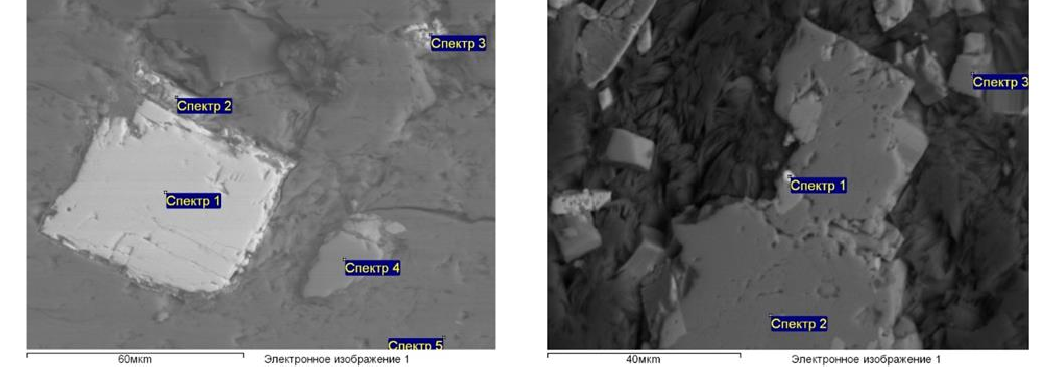 Спектр 3
Спектр 2
Спектр 1
Спектр 4
Спектр 5
60мкm
Электронное изображение 1
Спектр 3
Спектр 1
Спектр 2
40мкm
Электронное изображение 1